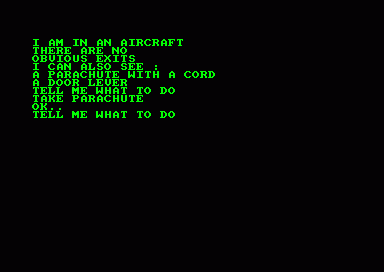 I AM IN AN AIRCRAFT
THERE ARE NO
OBVIOUS EXITS
I CAN ALSO SEE :
A PARACHUTE WITH A CORD
A DOOR LEVER
TELL ME WHAT TO DO
TAKE PARACHUTE
OK..
TELL ME WHAT TO DO